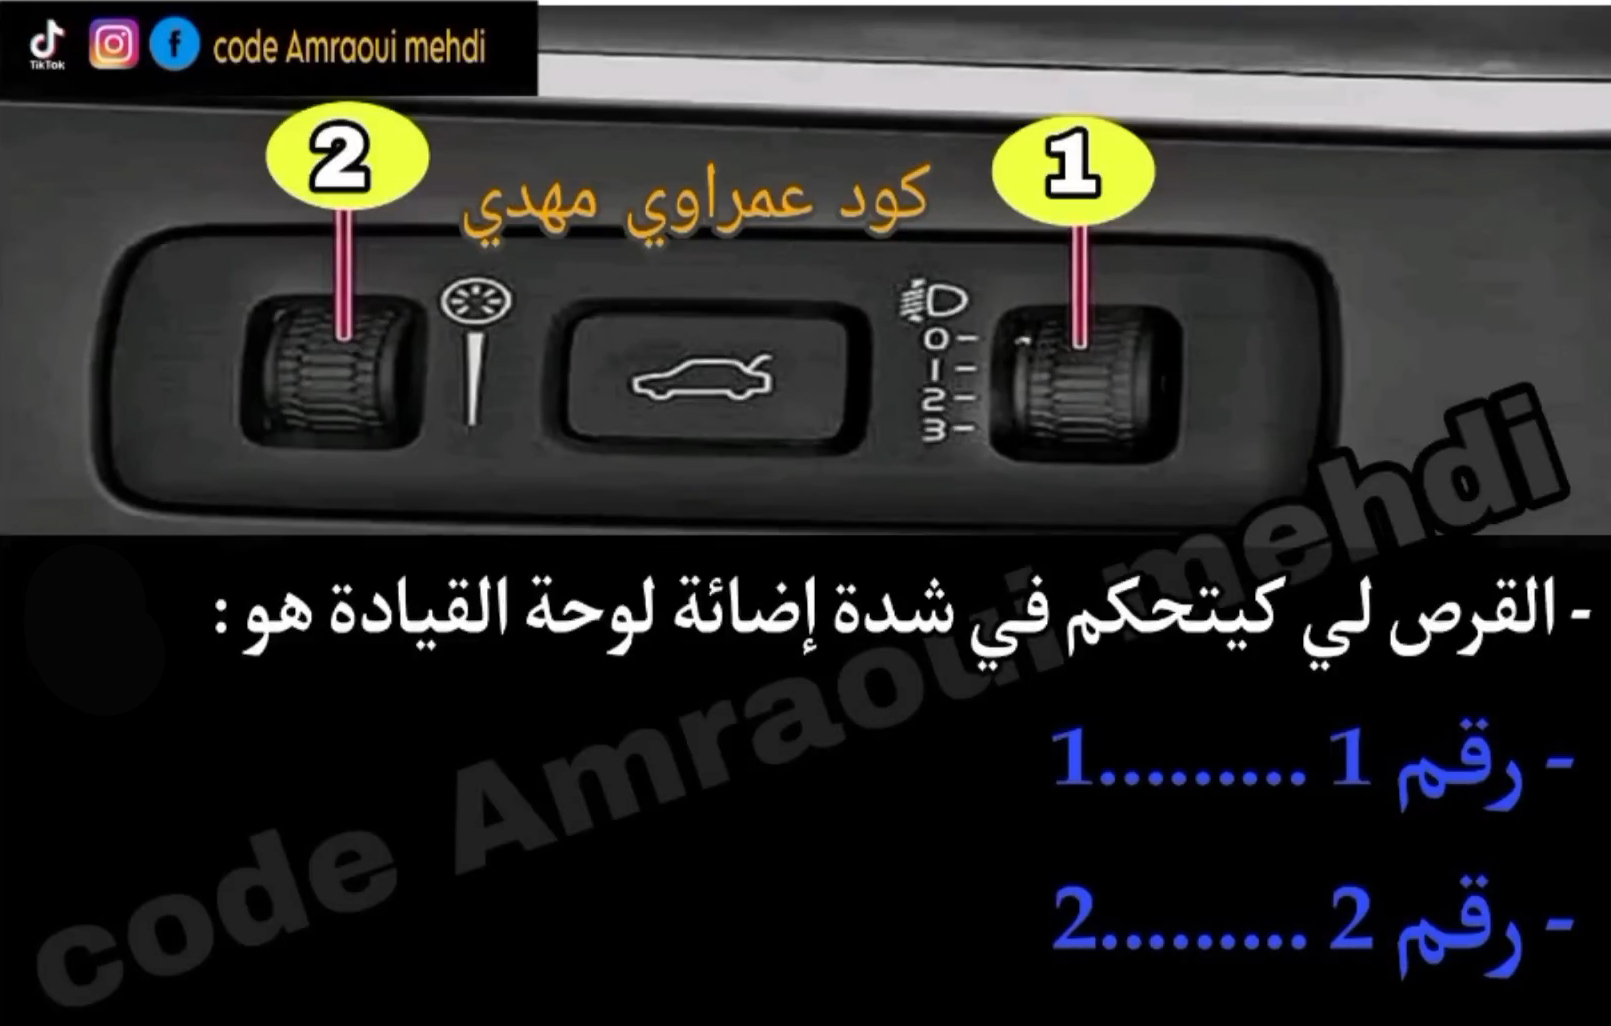 TikTok
code Amraoui mehdi
2
1
كود عمراوي مهدي
0
1
2
3
- القرص لي كيتحكم في شدة إضائة لوحة القيادة هو :
- رقم 1 .........1
- رقم 2 .........2
code Amraoui mehdi